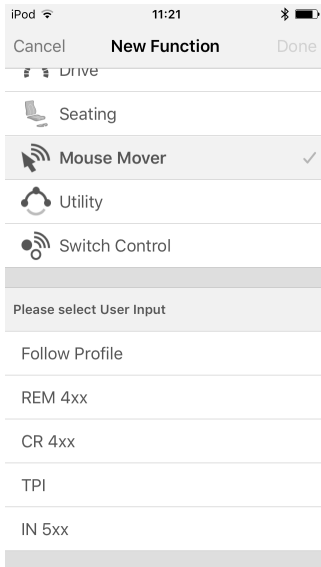 iPod 11:21
Cancel New Function Done
Drive
Seating
Mouse Mover
Utility
Switch Control
Please select User Input
Follow Profile
REM 4xx
CR 4xx
TPI
IN 5xx